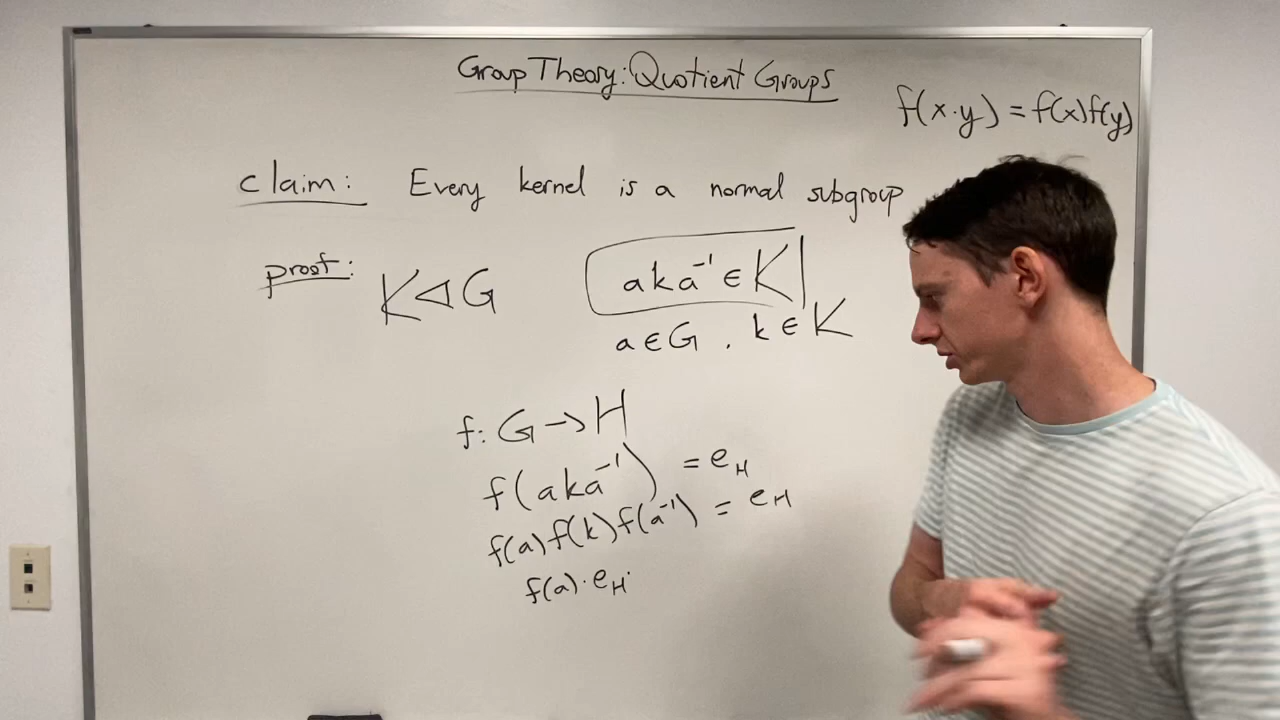 Group Theory: Quotient Groups
f(x·y) = f(x)f(y)
claim: Every kernel is a normal subgroup
proof: K ⊲ G
aka⁻¹ ∈ K
a ∈ G , k ∈ K
f: G → H
f(aka⁻¹) = e_H
f(a)f(k)f(a⁻¹) = e_H
f(a)·e_H·